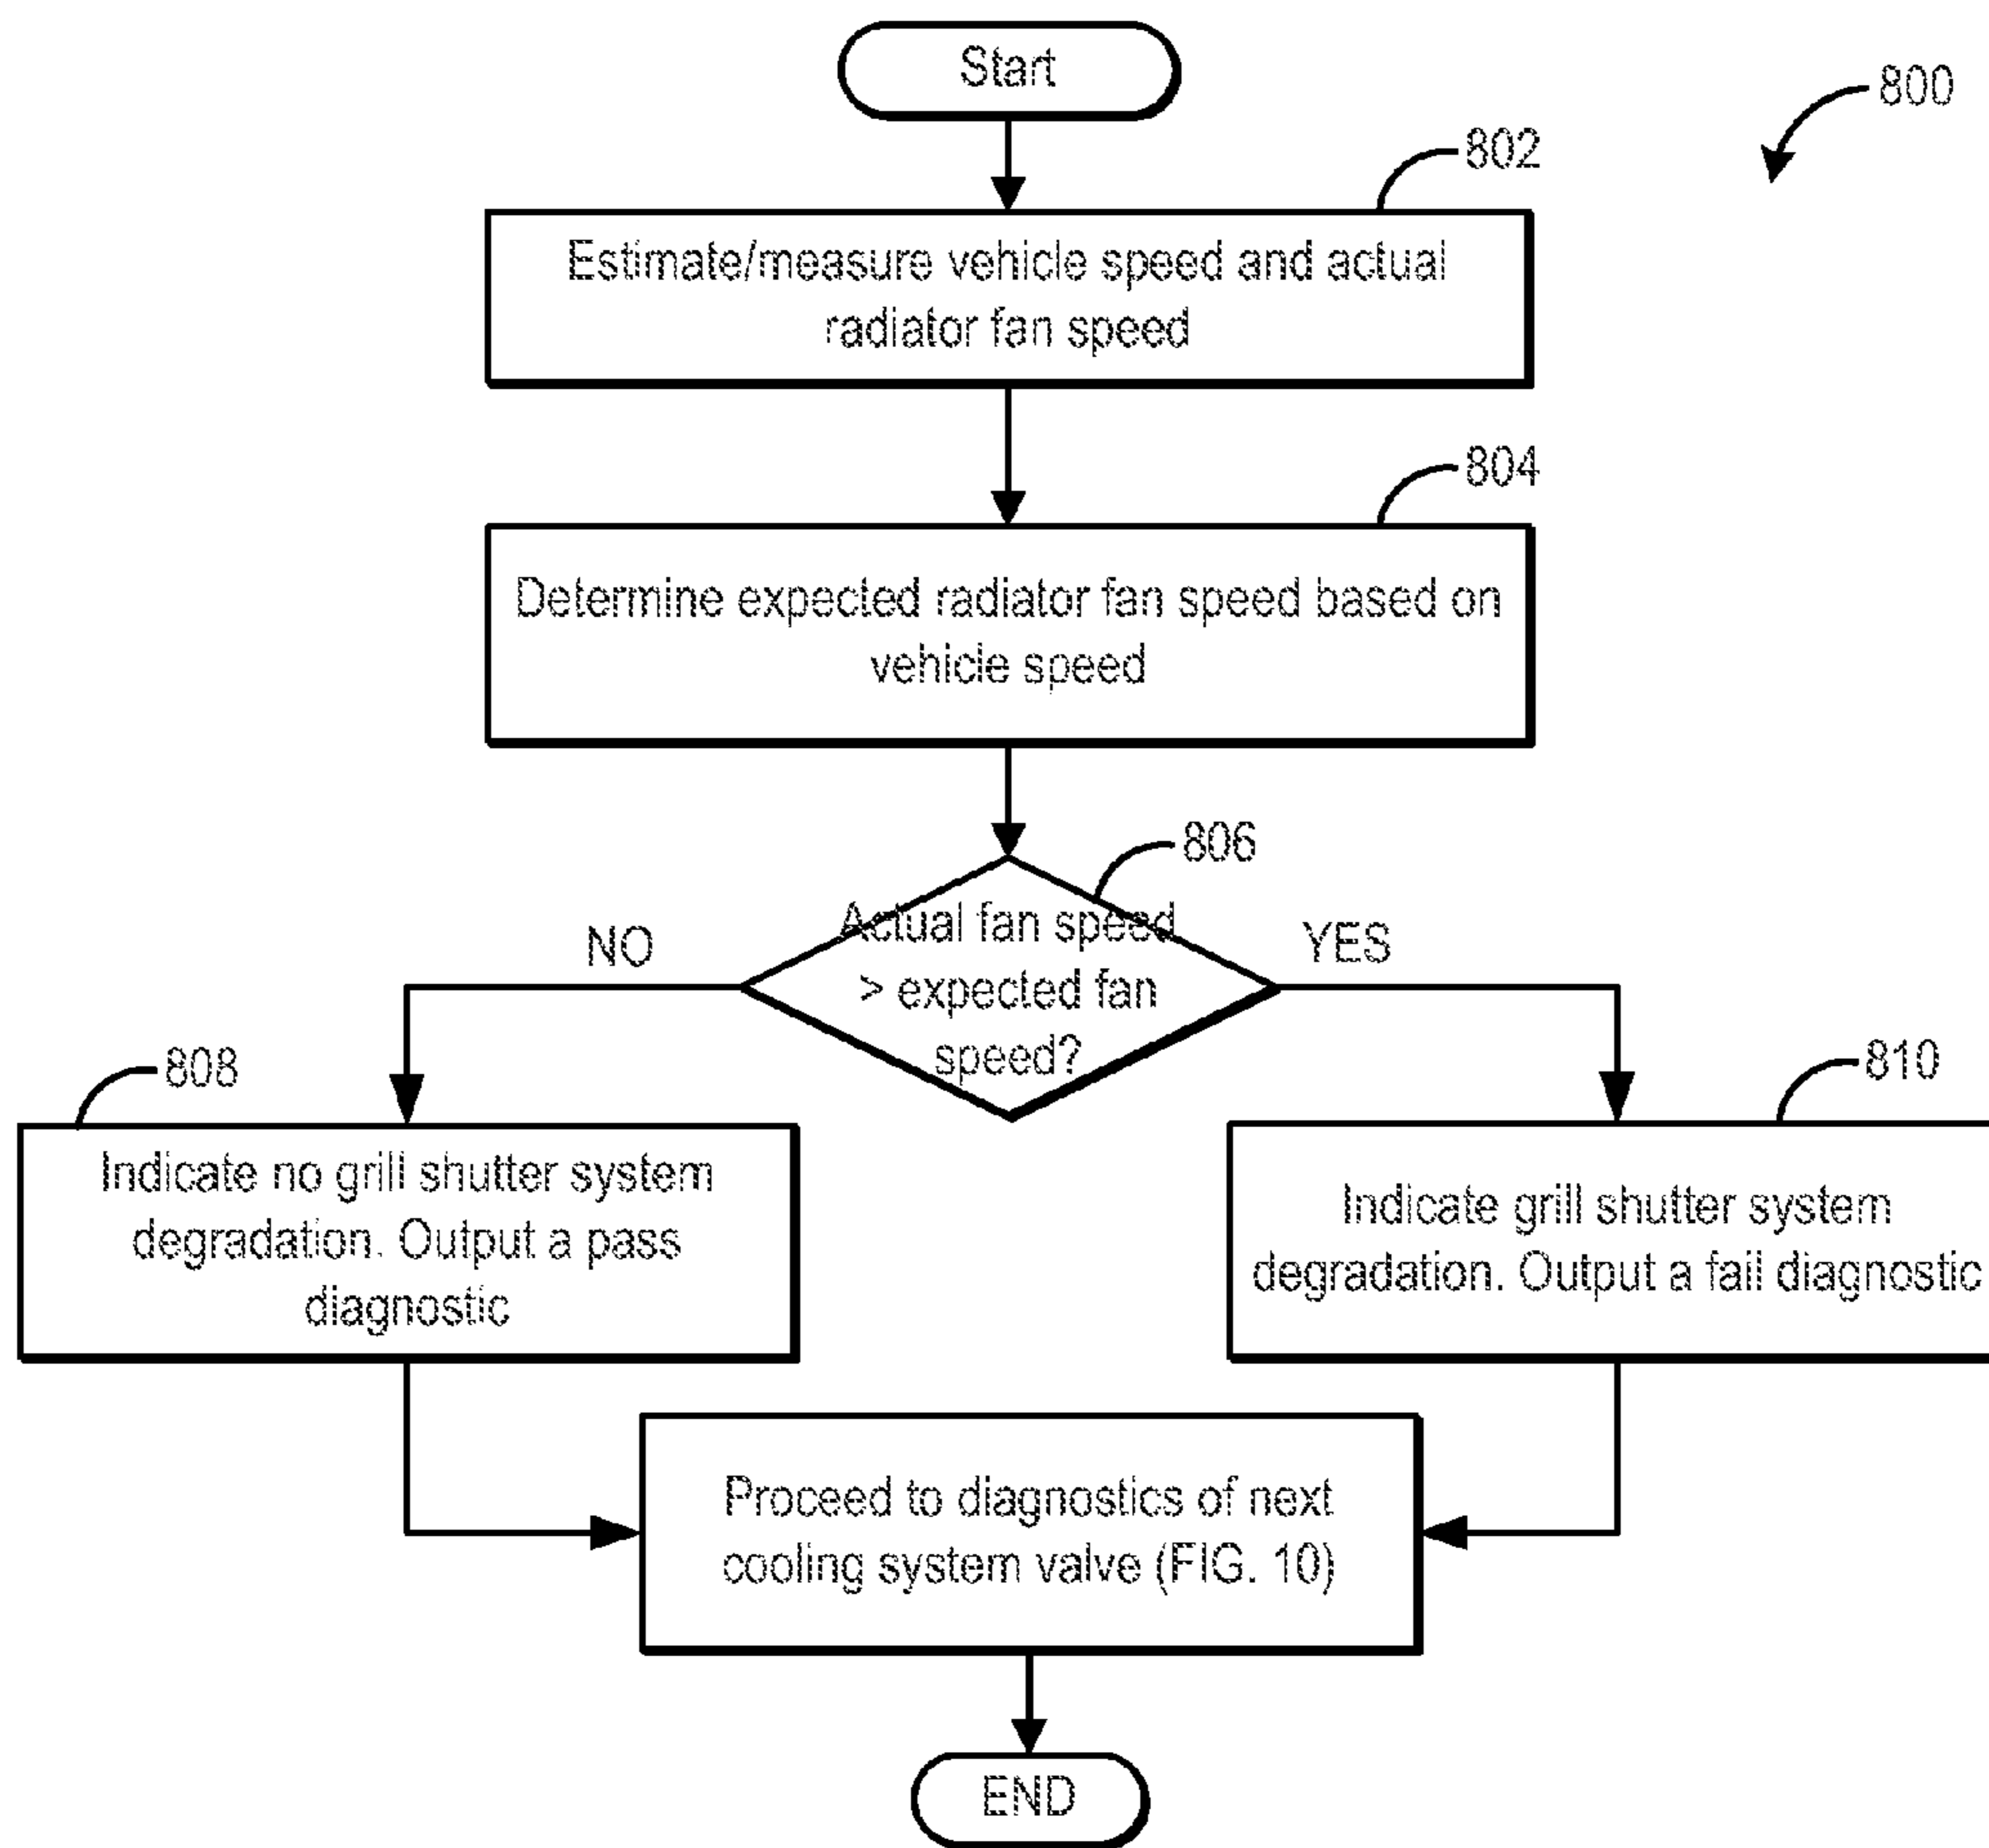 Start
800
802
Estimate/measure vehicle speed and actual
radiator fan speed
804
Determine expected radiator fan speed based on
vehicle speed
806
Actual fan speed
> expected fan
speed?
NO
YES
808
Indicate no grill shutter system
degradation. Output a pass
diagnostic
810
Indicate grill shutter system
degradation. Output a fail diagnostic
Proceed to diagnostics of next
cooling system valve (FIG. 10)
END